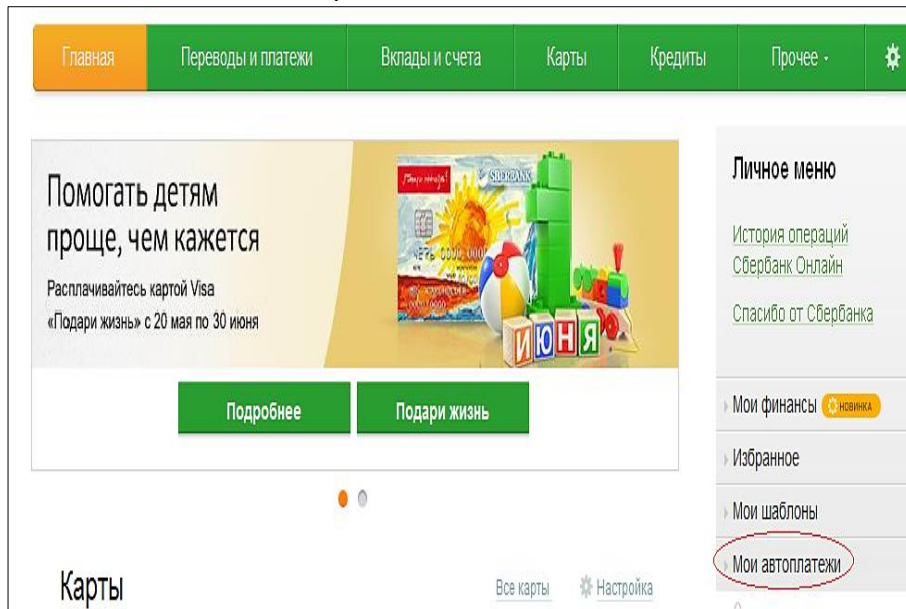 Главная Переводы и платежи Вклады и счета Карты Кредиты Прочее
Помогать детям
проще, чем кажется
Расплачивайтесь картой Visa
«Подари жизнь» с 20 мая по 30 июня
SBERBANK
ИЮНЯ
Подробнее Подари жизнь
Карты
Все карты Настройка
Личное меню
История операций
Сбербанк Онлайн
Спасибо от Сбербанка
Мои финансы НОВИНКА
Избранное
Мои шаблоны
Мои автоплатежи